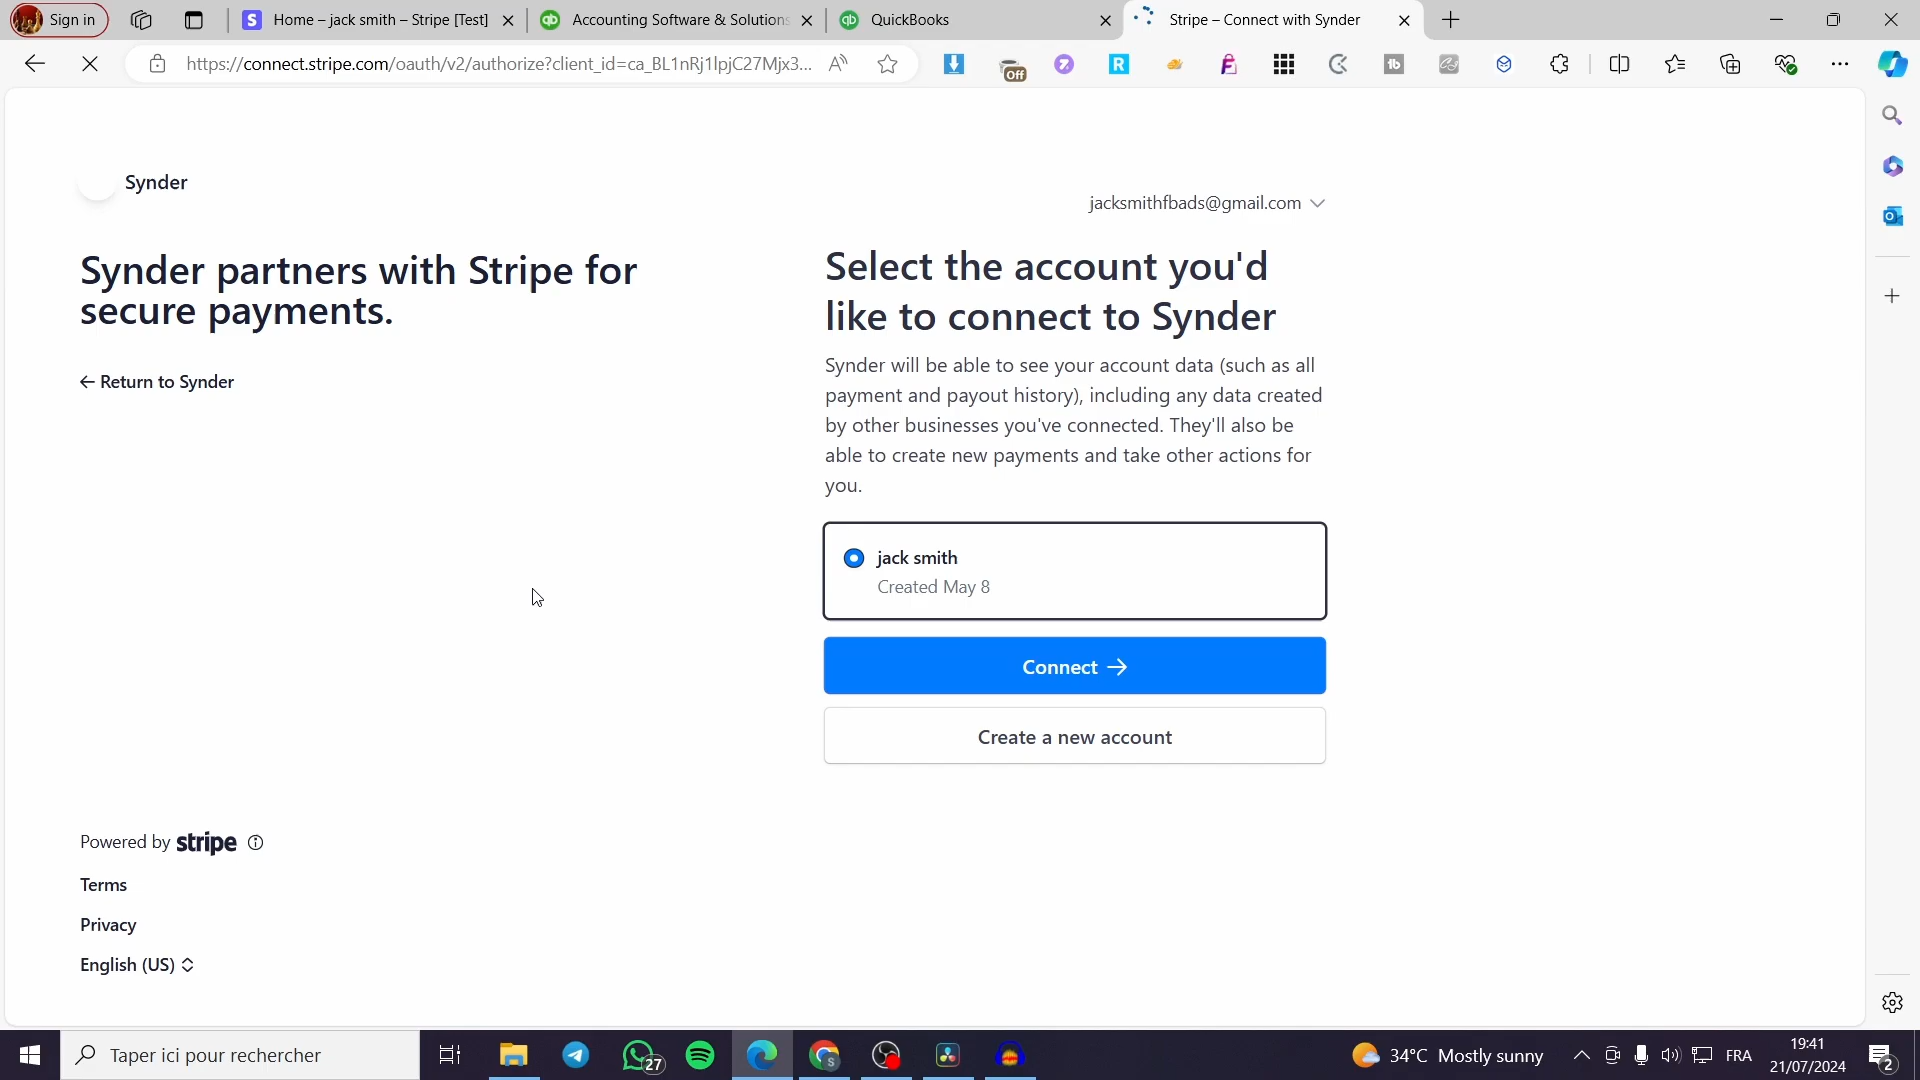 Sign in
Home – jack smith – Stripe [Test]
Accounting Software & Solutions
QuickBooks
Stripe – Connect with Synder
https://connect.stripe.com/oauth/v2/authorize?client_id=ca_BL1nRj1IpjC27Mjx3...
Off
Synder
jacksmithfbads@gmail.com
Synder partners with Stripe for
secure payments.
← Return to Synder
Select the account you'd
like to connect to Synder
Synder will be able to see your account data (such as all
payment and payout history), including any data created
by other businesses you've connected. They'll also be
able to create new payments and take other actions for
you.
jack smith
Created May 8
Connect →
Create a new account
Powered by stripe
Terms
Privacy
English (US)
Taper ici pour rechercher
27
34°C Mostly sunny
FRA
19:41
21/07/2024
2